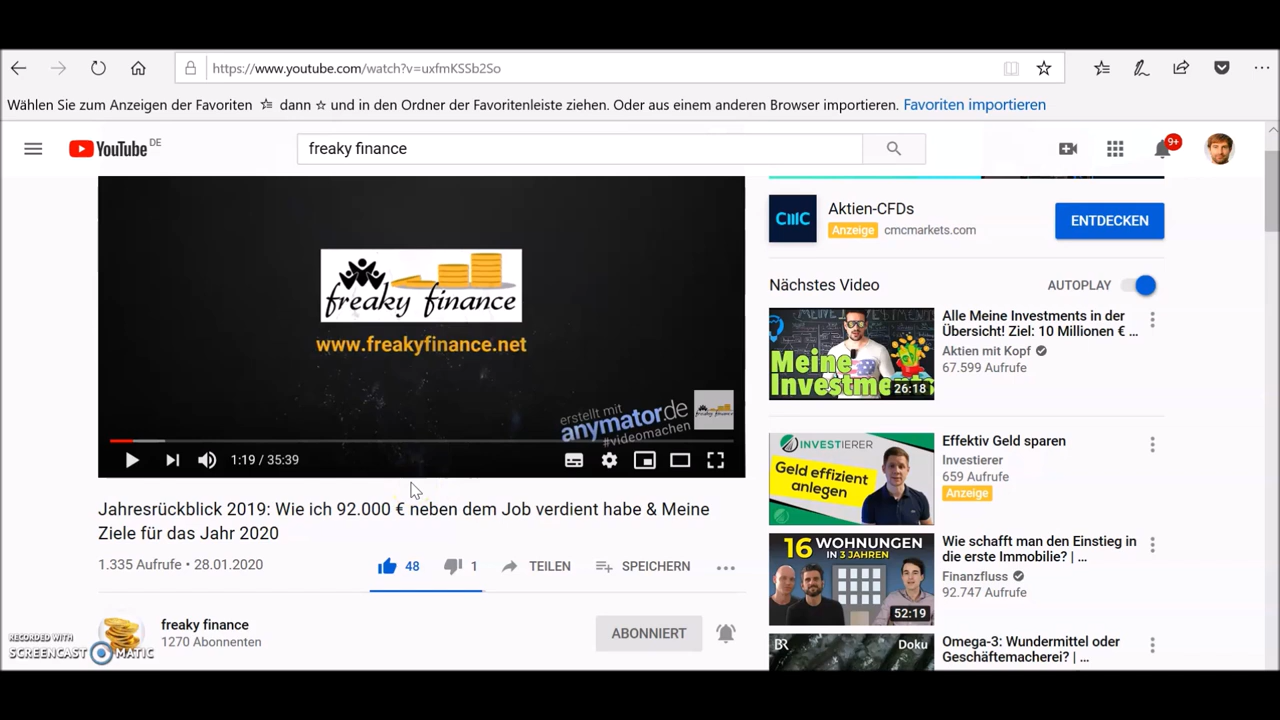 https://www.youtube.com/watch?v=uxfmKSSb2So
Wählen Sie zum Anzeigen der Favoriten dann und in den Ordner der Favoritenleiste ziehen. Oder aus einem anderen Browser importieren. Favoriten importieren
YouTube DE
freaky finance
9+
freaky finance
www.freakyfinance.net
erstellt mit
anymator.de
#videomachen
1:19 / 35:39
Jahresrückblick 2019: Wie ich 92.000 € neben dem Job verdient habe & Meine
Ziele für das Jahr 2020
1.335 Aufrufe • 28.01.2020
48
1
TEILEN
SPEICHERN
freaky finance
1270 Abonnenten
ABONNIERT
RECORDED WITH
SCREENCAST MATIC
CMC
Aktien-CFDs
Anzeige cmcmarkets.com
ENTDECKEN
Nächstes Video
AUTOPLAY
Meine
Investments
26:18
Alle Meine Investments in der
Übersicht! Ziel: 10 Millionen € ...
Aktien mit Kopf
67.599 Aufrufe
INVESTIERER
Geld effizient
anlegen
Effektiv Geld sparen
Investierer
659 Aufrufe
Anzeige
16 WOHNUNGEN
IN 3 JAHREN
52:19
Wie schafft man den Einstieg in
die erste Immobilie? | ...
Finanzfluss
92.747 Aufrufe
BR
Doku
Omega-3: Wundermittel oder
Geschäftemacherei? | ...